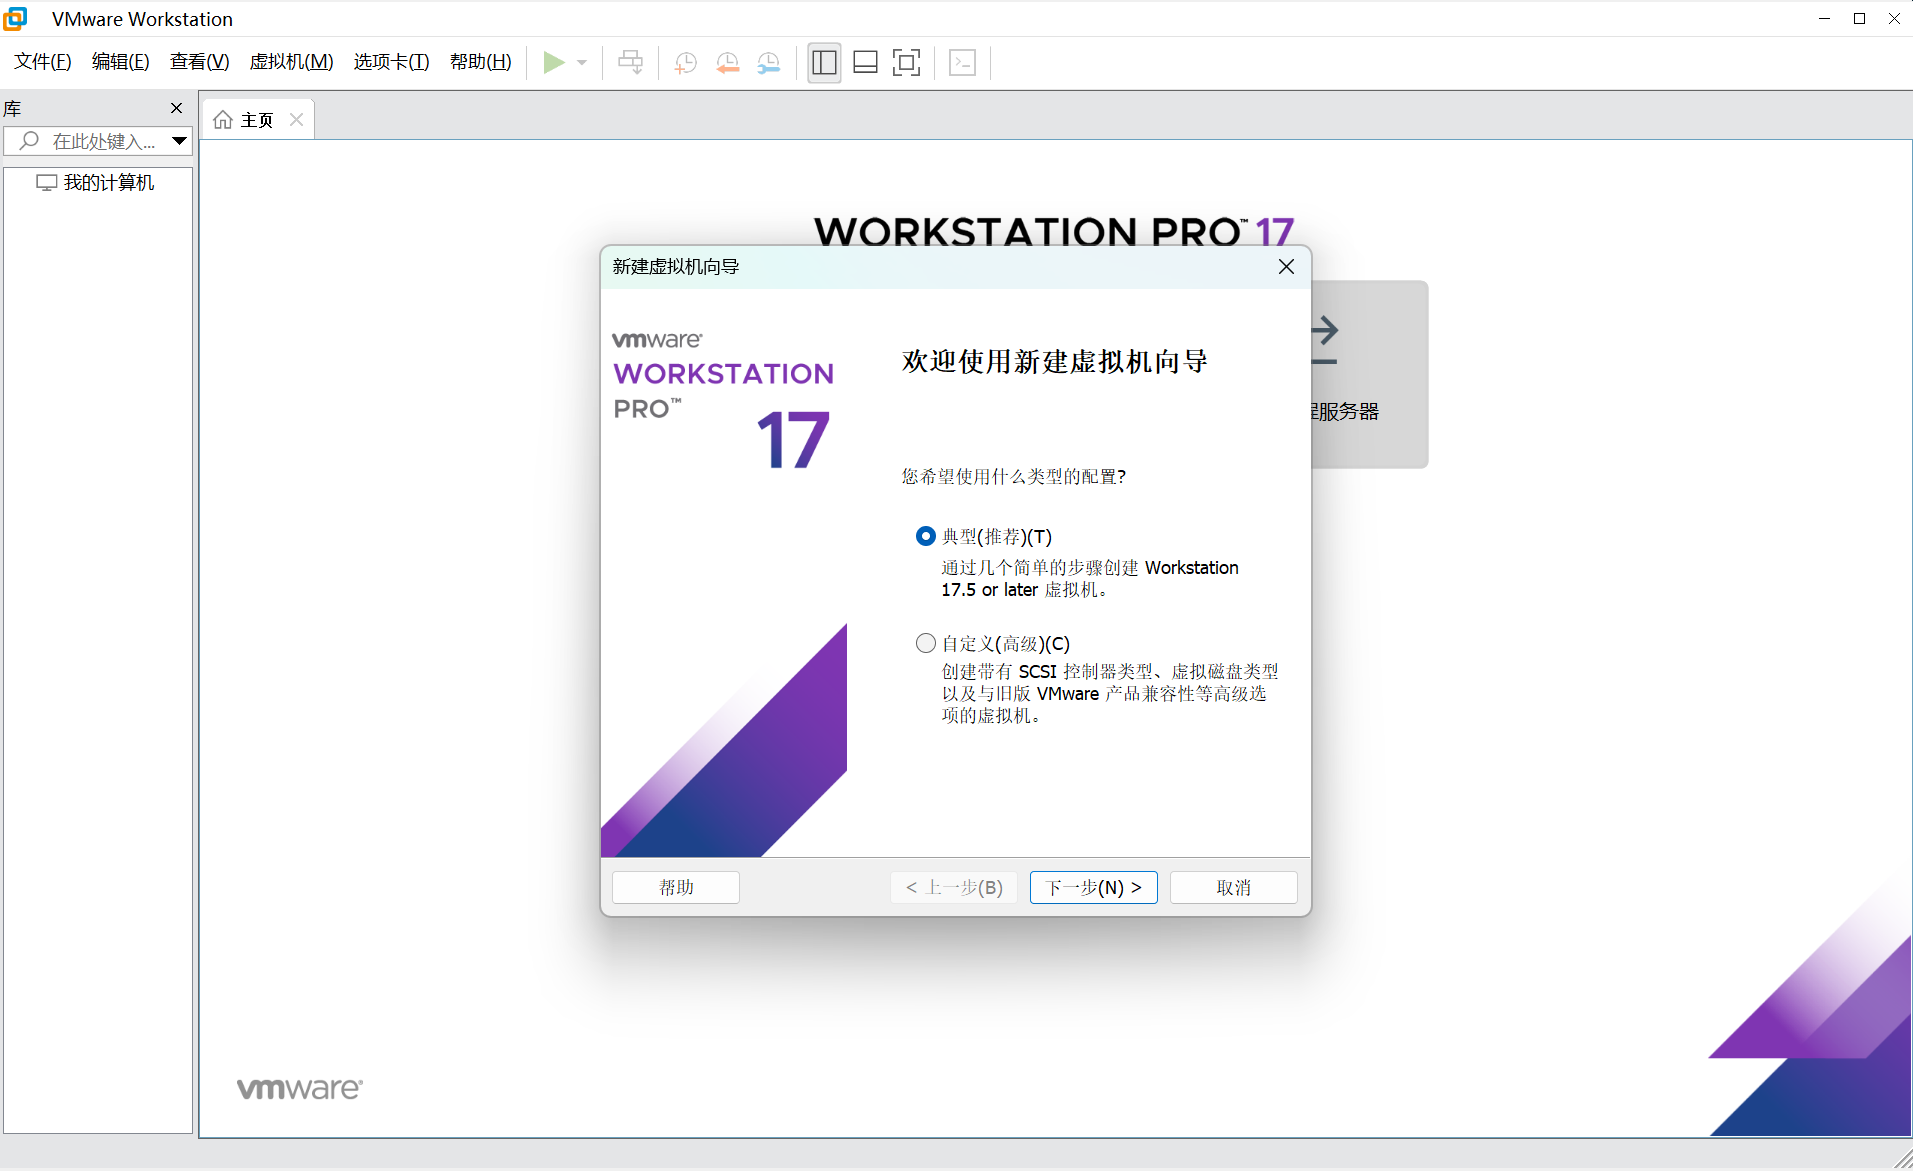 VMware Workstation
文件(F) 编辑(E) 查看(V) 虚拟机(M) 选项卡(T) 帮助(H)
库
在此处键入...
我的计算机
主页
WORKSTATION PRO™ 17
新建虚拟机向导
vmware®
WORKSTATION
PRO™
17
欢迎使用新建虚拟机向导
您希望使用什么类型的配置?
典型(推荐)(T)
通过几个简单的步骤创建 Workstation
17.5 or later 虚拟机。
自定义(高级)(C)
创建带有 SCSI 控制器类型、虚拟磁盘类型
以及与旧版 VMware 产品兼容性等高级选
项的虚拟机。
程服务器
帮助
< 上一步(B)
下一步(N) >
取消
vmware®